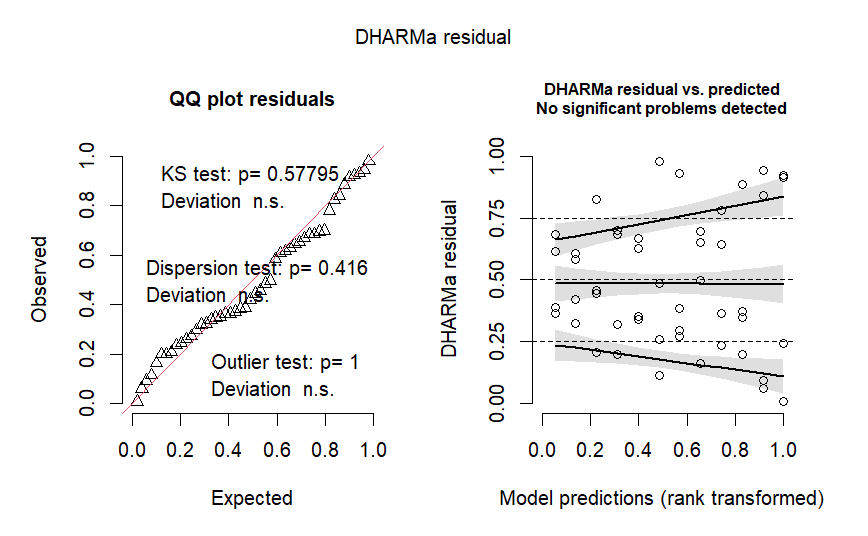 DHARMa residual
QQ plot residuals
KS test: p= 0.57795
Deviation n.s.
Dispersion test: p= 0.416
Deviation n.s.
Outlier test: p= 1
Deviation n.s.
Observed
0.0 0.2 0.4 0.6 0.8 1.0
0.0 0.2 0.4 0.6 0.8 1.0
Expected
DHARMa residual vs. predicted
No significant problems detected
DHARMa residual
0.00 0.25 0.50 0.75 1.00
0.0 0.2 0.4 0.6 0.8 1.0
Model predictions (rank transformed)